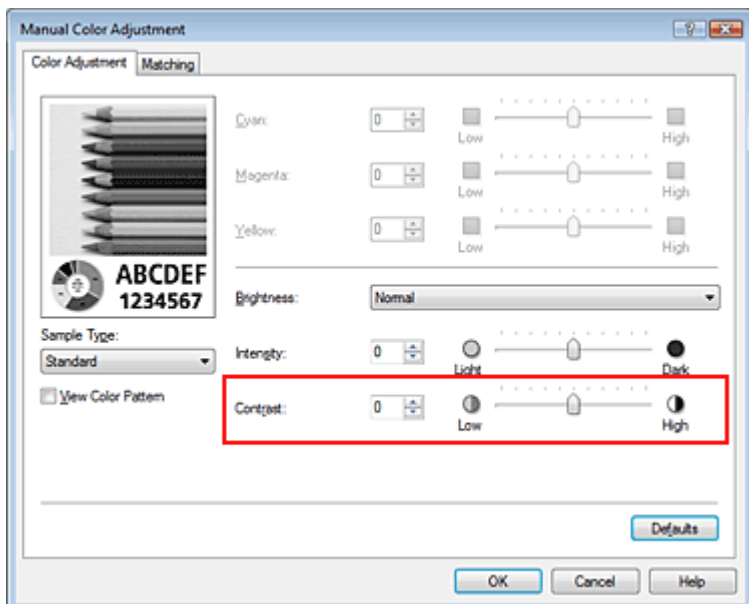 Manual Color Adjustment
Color Adjustment Matching
Cyan: 0 Low High
Magenta: 0 Low High
Yellow: 0 Low High
ABCDEF
1234567
Brightness: Normal
Sample Type:
Standard
Intensity: 0 Light Dark
View Color Pattern
Contrast: 0 Low High
Defaults
OK Cancel Help